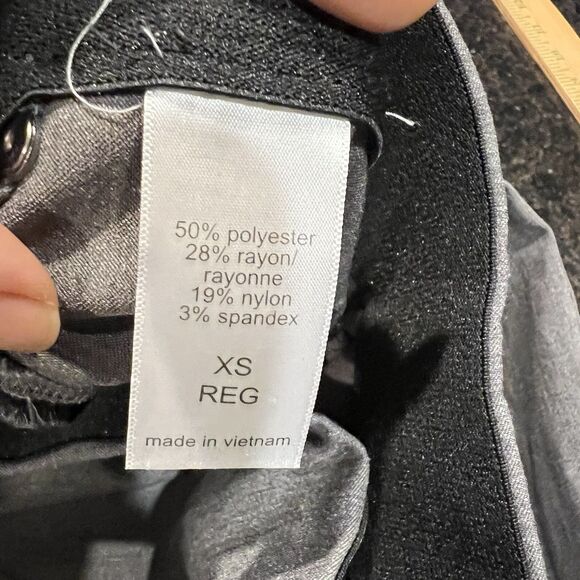 50% polyester
28% rayon/
rayonne
19% nylon
3% spandex
XS
REG
made in vietnam